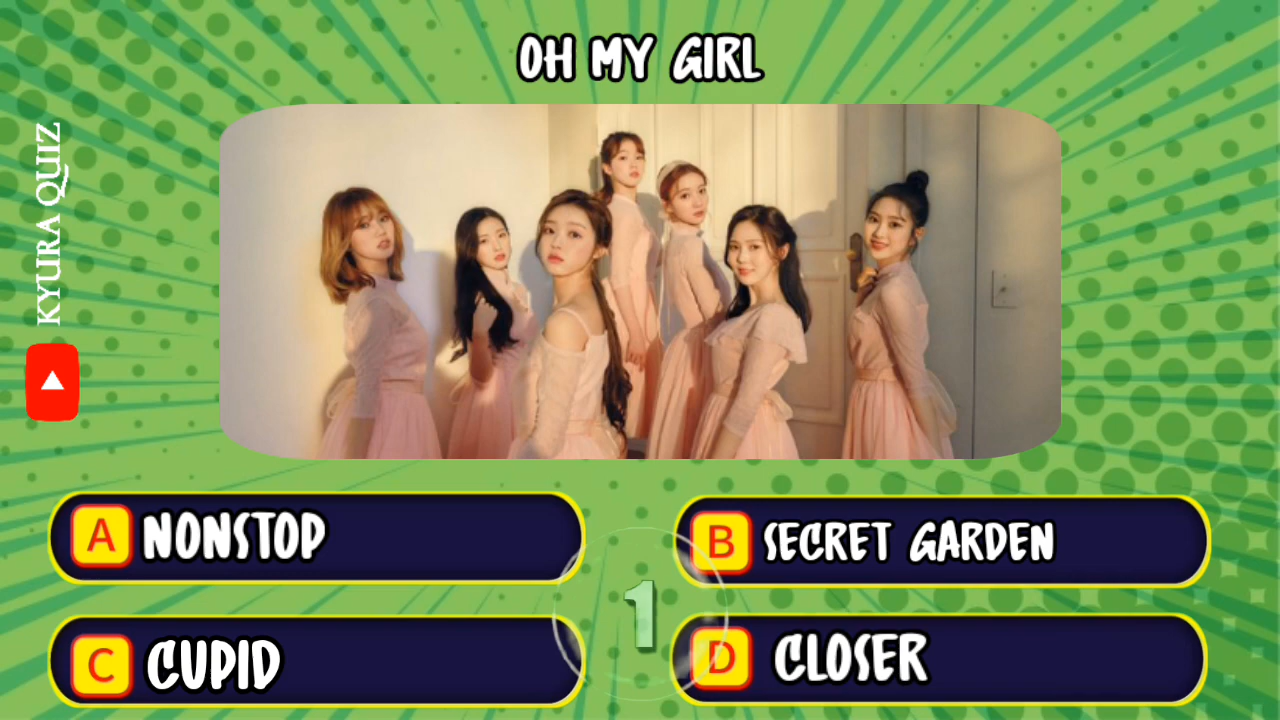 OH MY GIRL
KYURA QUIZ
A NONSTOP
B SECRET GARDEN
1
C CUPID
D CLOSER